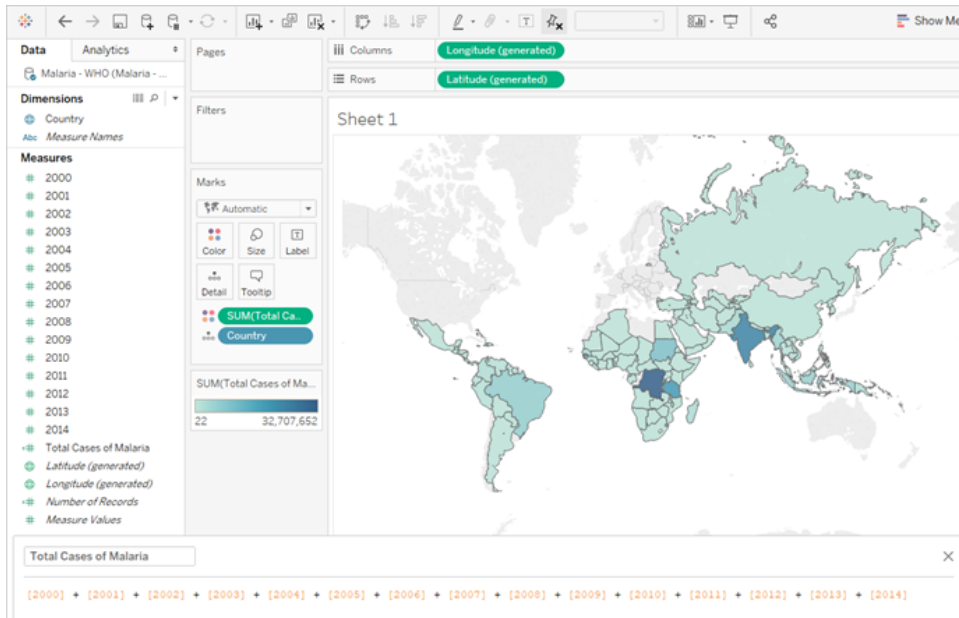 Show Me
Data
Analytics
Malaria - WHO (Malaria - ...
Dimensions
Country
Abc Measure Names
Measures
2000
2001
2002
2003
2004
2005
2006
2007
2008
2009
2010
2011
2012
2013
2014
Total Cases of Malaria
Latitude (generated)
Longitude (generated)
Number of Records
Measure Values
Pages
Filters
Marks
Automatic
Color Size Label
Detail Tooltip
SUM(Total Ca..
Country
SUM(Total Cases of Ma...
22 32,707,652
Columns Longitude (generated)
Rows Latitude (generated)
Sheet 1
Total Cases of Malaria
[2000] + [2001] + [2002] + [2003] + [2004] + [2005] + [2006] + [2007] + [2008] + [2009] + [2010] + [2011] + [2012] + [2013] + [2014]